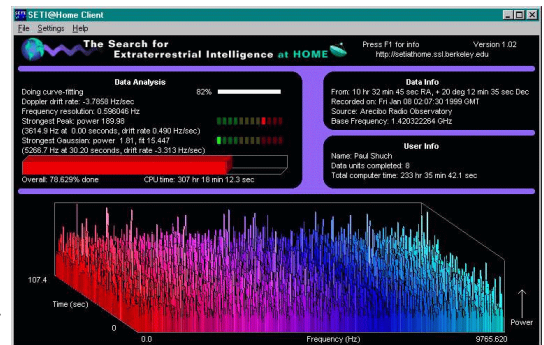 SETI@Home Client
File Settings Help
The Search for
Extraterrestrial Intelligence at HOME
Press F1 for info
Version 1.02
http://setiathome.ssl.berkeley.edu
Data Analysis
Doing curve-fitting 82%
Doppler drift rate: -3.7858 Hz/sec
Frequency resolution: 0.596046 Hz
Strongest Peak: power 189.98
(3614.9 Hz at 0.00 seconds, drift rate 0.490 Hz/sec)
Strongest Gaussian: power 1.81, fit 15.447
(5266.7 Hz at 30.20 seconds, drift rate -3.313 Hz/sec)
Overall: 78.629% done CPU time: 307 hr 18 min 12.3 sec
Data Info
From: 10 hr 32 min 45 sec RA, + 20 deg 12 min 35 sec Dec
Recorded on: Fri Jan 08 02:07:30 1999 GMT
Source: Arecibo Radio Observatory
Base Frequency: 1.420322264 GHz
User Info
Name: Paul Shuch
Data units completed: 8
Total computer time: 233 hr 35 min 42.1 sec
107.4
Time (sec)
0
0.0
Frequency (Hz)
9765.620
Power